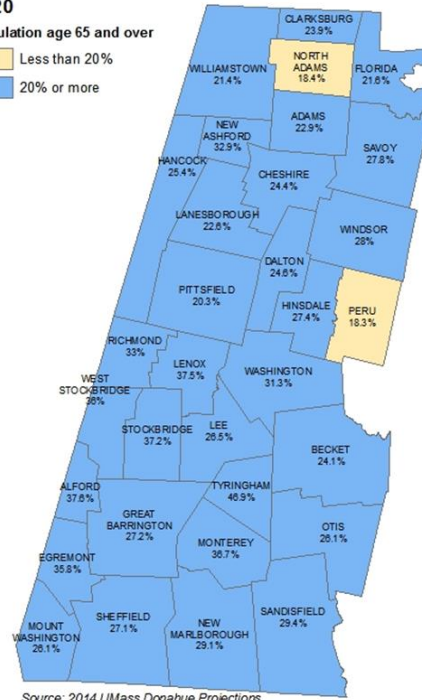 20
ulation age 65 and over
Less than 20%
20% or more
CLARKSBURG
23.9%
WILLIAMSTOWN
21.4%
NORTH
ADAMS
18.4%
FLORIDA
21.6%
ADAMS
22.9%
NEW
ASHFORD
32.9%
SAVOY
27.8%
HANCOCK
25.4%
CHESHIRE
24.4%
LANESBOROUGH
22.6%
WINDSOR
28%
DALTON
24.6%
PITTSFIELD
20.3%
HINSDALE
27.4%
PERU
18.3%
RICHMOND
33%
LENOX
37.5%
WASHINGTON
31.3%
WEST
STOCKBRIDGE
36%
STOCKBRIDGE
37.2%
LEE
26.5%
BECKET
24.1%
ALFORD
37.6%
TYRINGHAM
46.9%
GREAT
BARRINGTON
27.2%
OTIS
26.1%
MONTEREY
36.7%
EGREMONT
35.8%
MOUNT
WASHINGTON
26.1%
SHEFFIELD
27.1%
NEW
MARLBOROUGH
29.1%
SANDISFIELD
29.4%
Source: 2014 UMass Donahue Projections